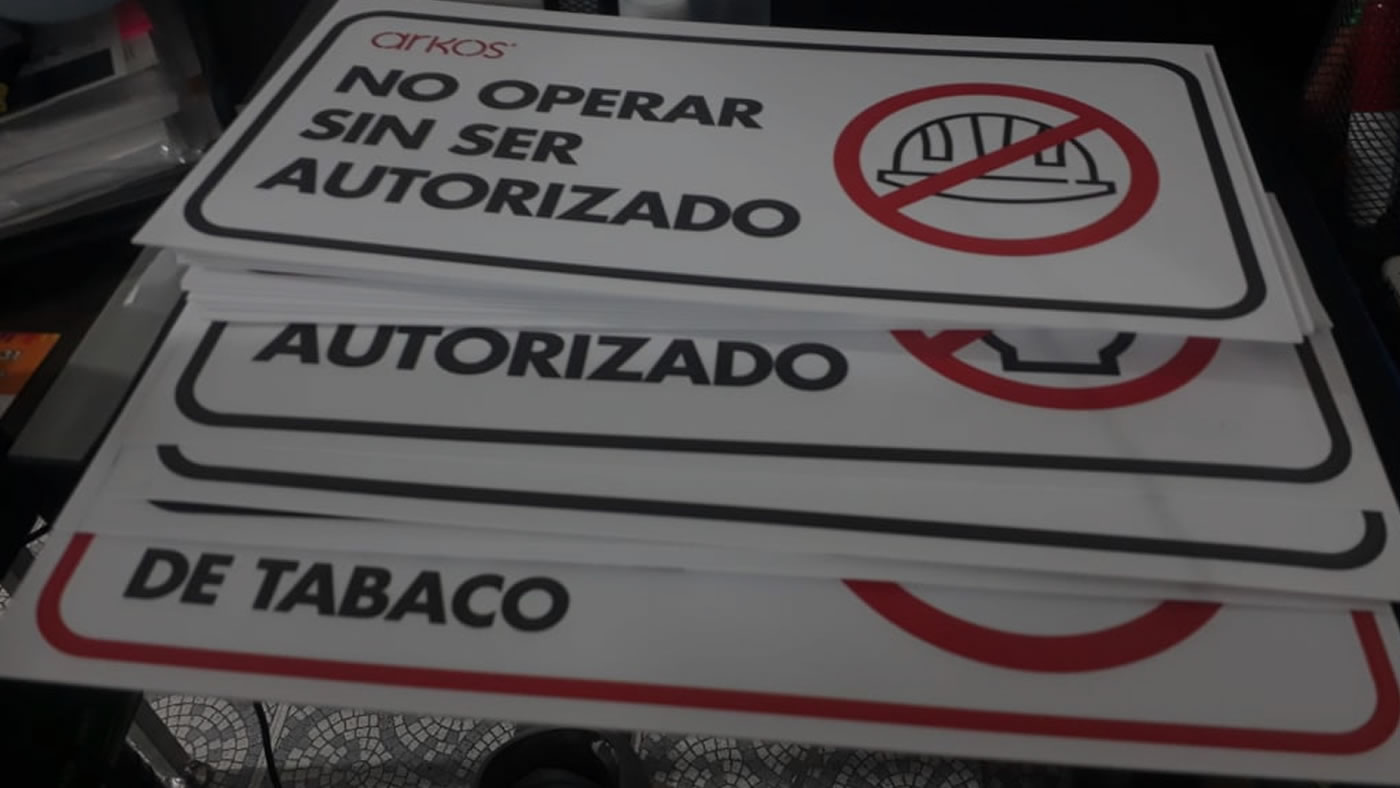 arkos
NO OPERAR
SIN SER
AUTORIZADO
AUTORIZADO
DE TABACO